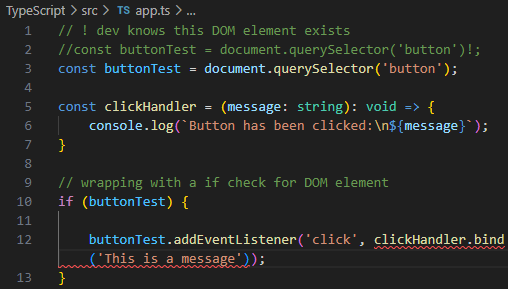 TypeScript > src > TS app.ts > ...
1 // ! dev knows this DOM element exists
2 //const buttonTest = document.querySelector('button')!;
3 const buttonTest = document.querySelector('button');
4
5 const clickHandler = (message: string): void => {
6 console.log(`Button has been clicked:\n${message}`);
7 }
8
9 // wrapping with a if check for DOM element
10 if (buttonTest) {
11
12 buttonTest.addEventListener('click', clickHandler.bind
('This is a message'));
13 }